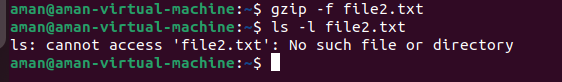 aman@aman-virtual-machine:~$ gzip -f file2.txt
aman@aman-virtual-machine:~$ ls -l file2.txt
ls: cannot access 'file2.txt': No such file or directory
aman@aman-virtual-machine:~$